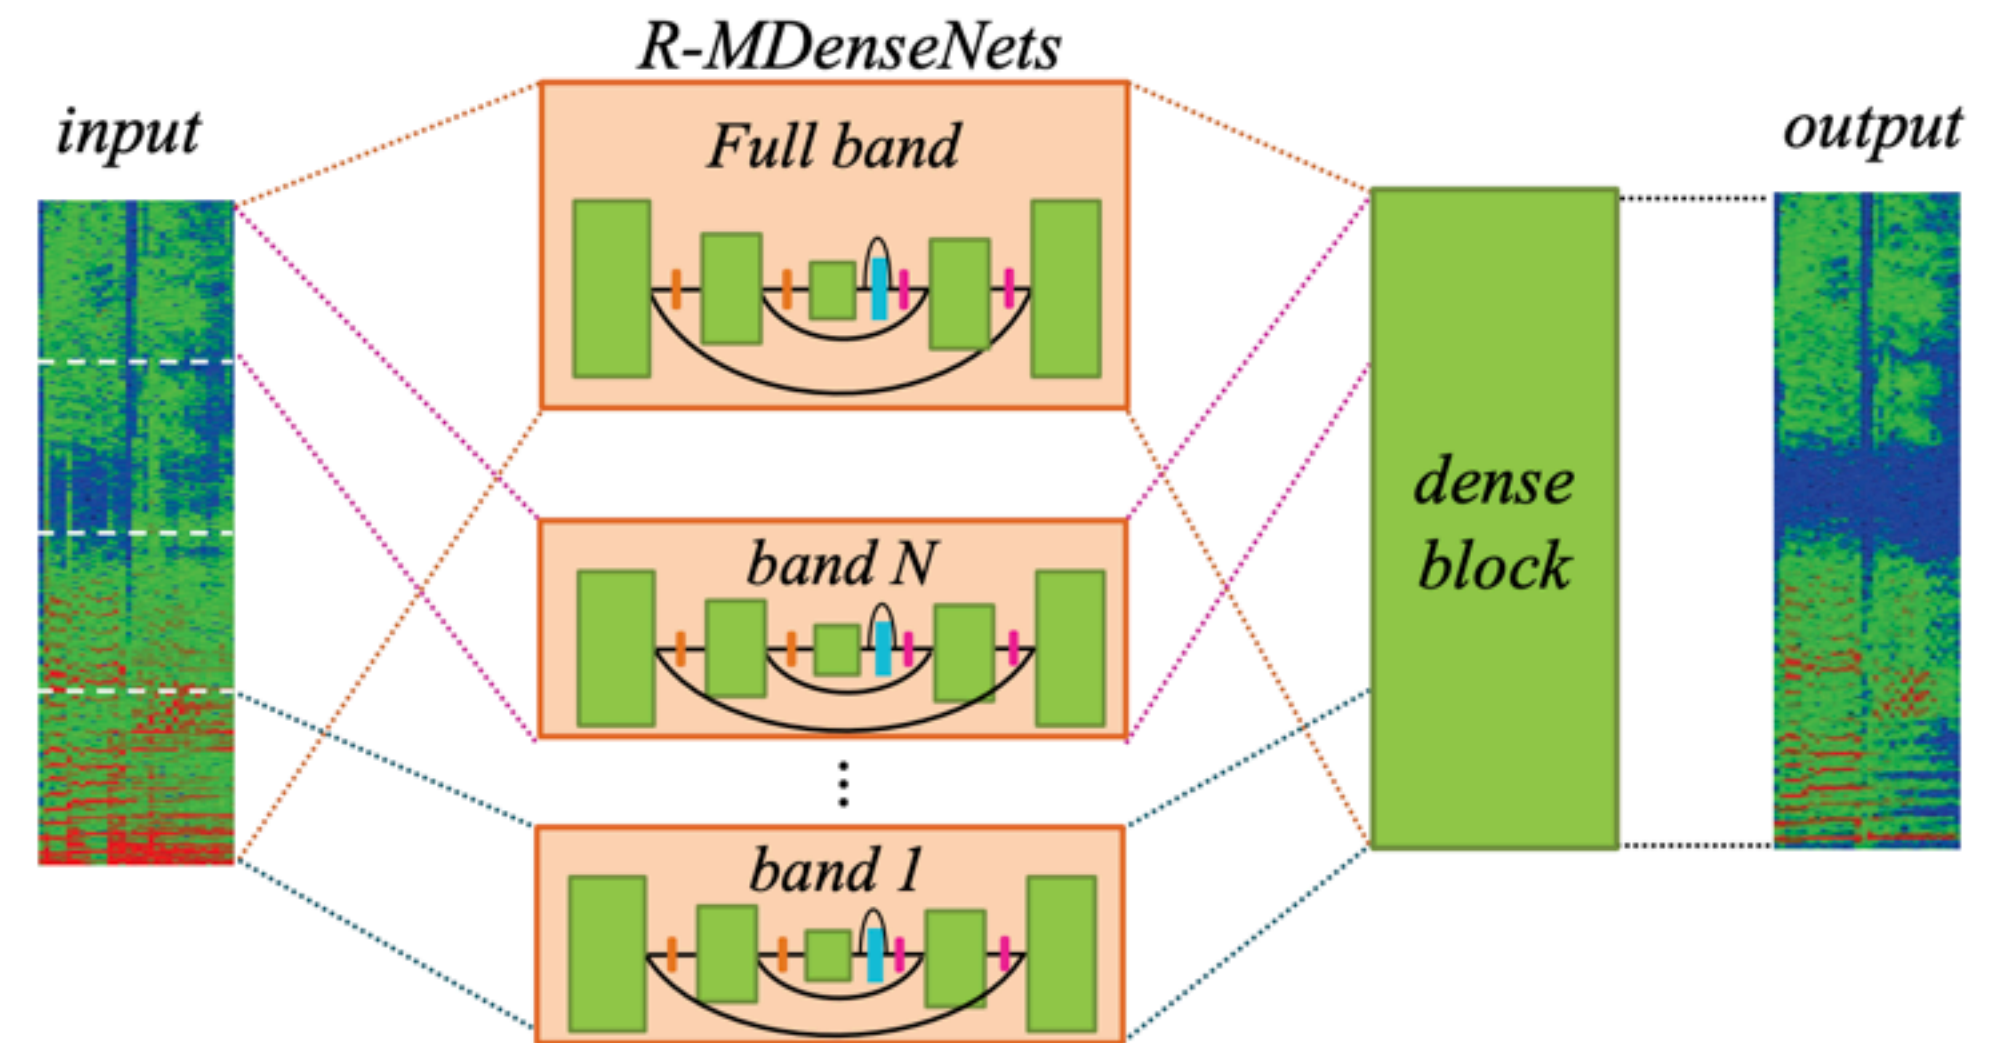 R-MDenseNets
input
output
Full band
band N
band 1
dense
block